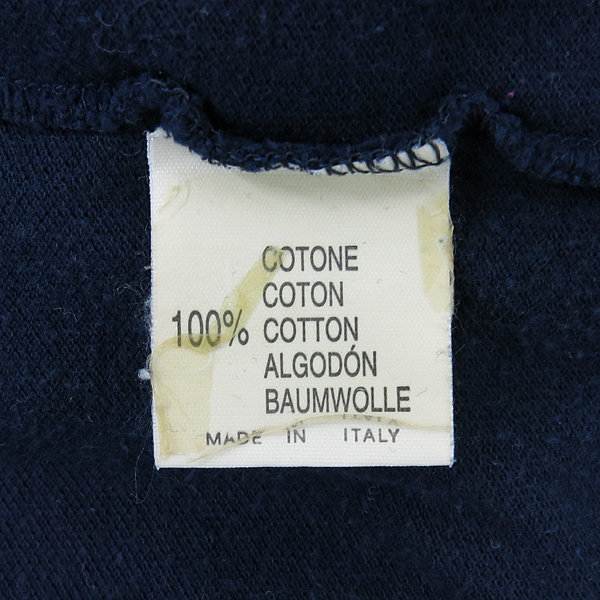 COTONE
COTON
100% COTTON
ALGODÓN
BAUMWOLLE
MADE IN ITALY